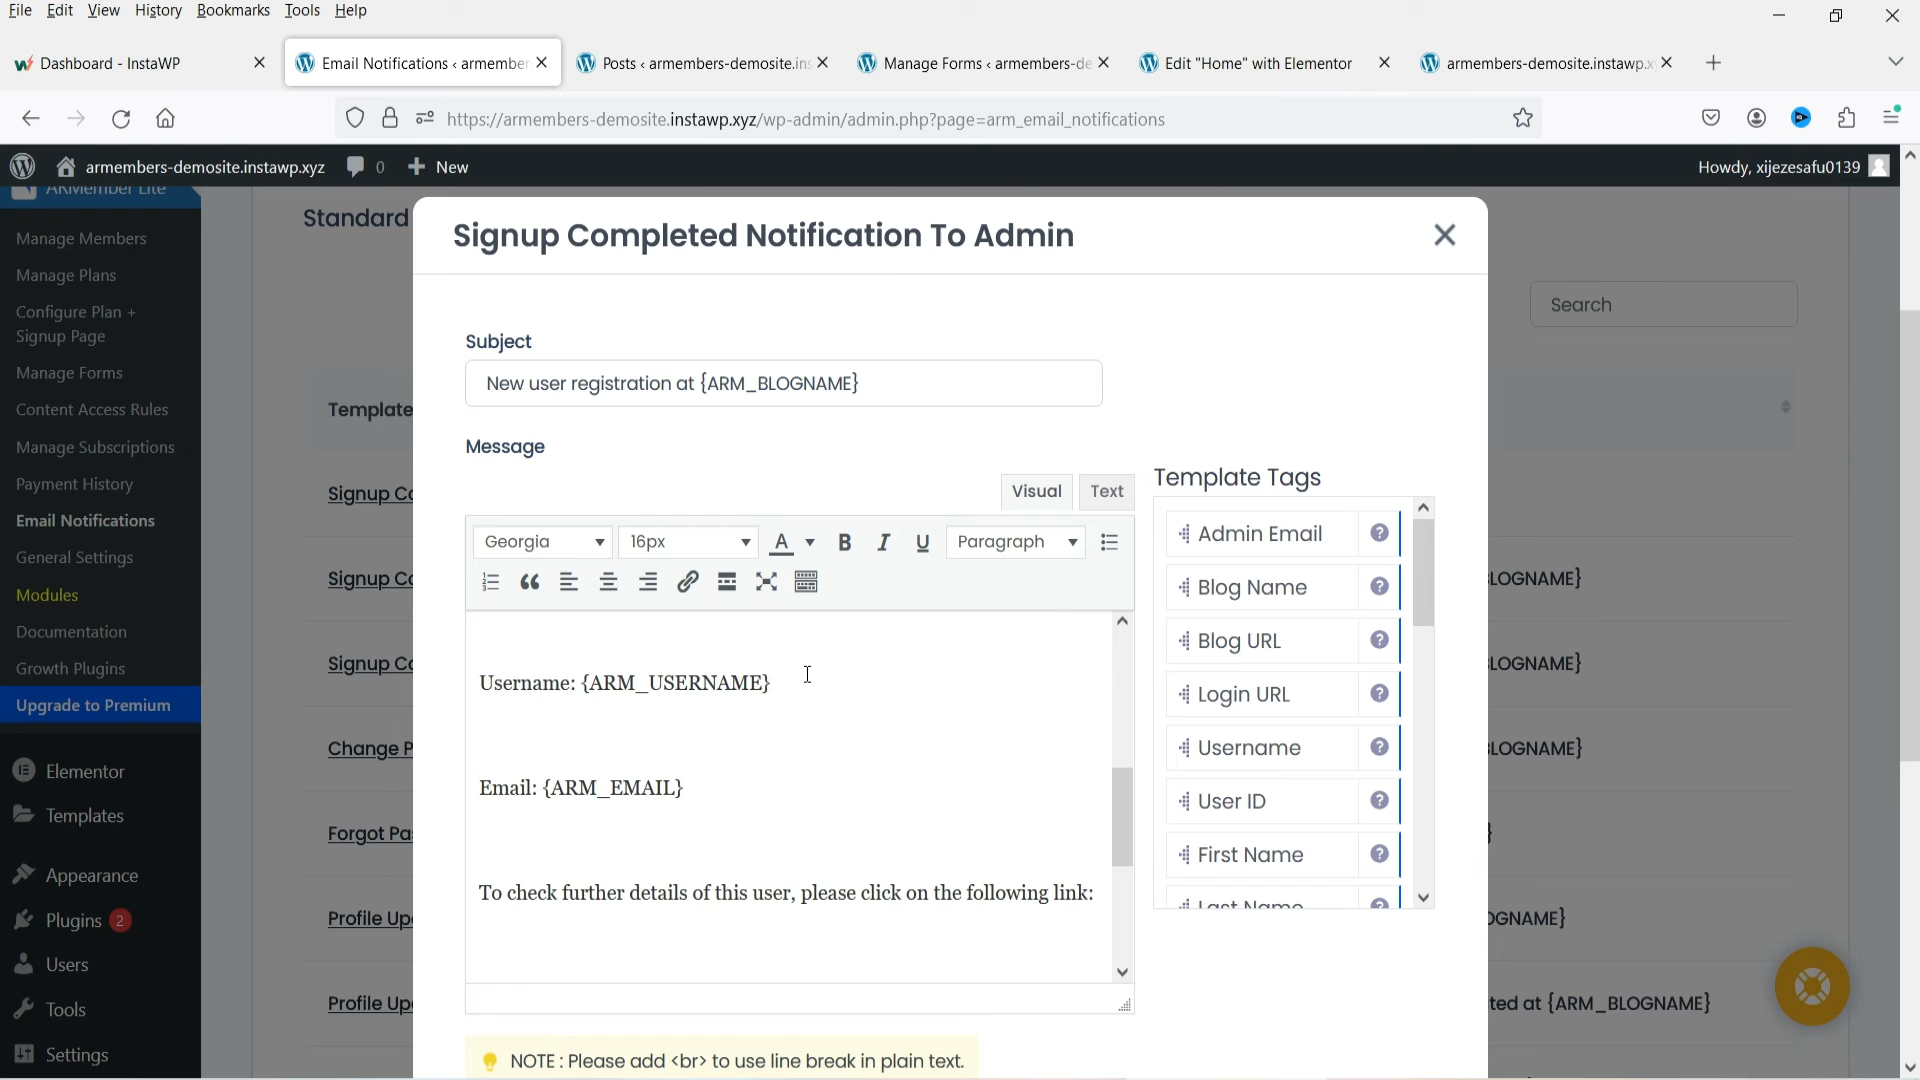 File Edit View History Bookmarks Tools Help
Dashboard - InstaWP
Email Notifications ‹ armember
Posts ‹ armembers-demosite.ins
Manage Forms ‹ armembers-de
Edit "Home" with Elementor
armembers-demosite.instawp.x
https://armembers-demosite.instawp.xyz/wp-admin/admin.php?page=arm_email_notifications
armembers-demosite.instawp.xyz 0 New
Howdy, xijezesafu0139
ARMember Lite
Manage Members
Manage Plans
Configure Plan +
Signup Page
Manage Forms
Content Access Rules
Manage Subscriptions
Payment History
Email Notifications
General Settings
Modules
Documentation
Growth Plugins
Upgrade to Premium
Elementor
Templates
Appearance
Plugins 2
Users
Tools
Settings
Standard
Search
Template
Signup Co
Signup Co
Signup Co
Change P
Forgot Pa
Profile Up
Profile Up
Signup Completed Notification To Admin
Subject
New user registration at {ARM_BLOGNAME}
Message
Visual Text
Georgia 16px A B I U Paragraph
Username: {ARM_USERNAME}
Email: {ARM_EMAIL}
To check further details of this user, please click on the following link:
NOTE : Please add <br> to use line break in plain text.
Template Tags
Admin Email
Blog Name
Blog URL
Login URL
Username
User ID
First Name
Last Name
LOGNAME}
LOGNAME}
LOGNAME}
}
OGNAME}
ted at {ARM_BLOGNAME}